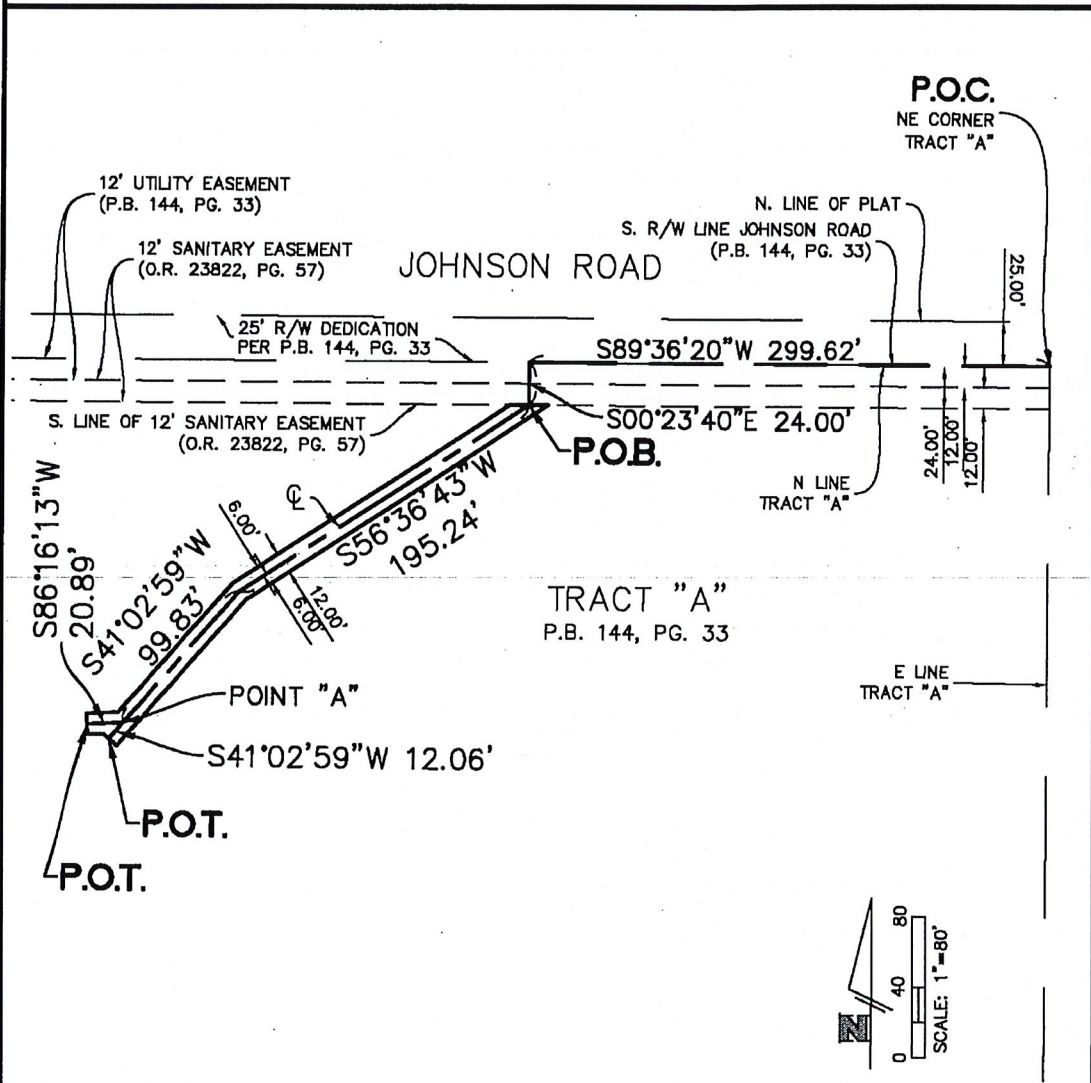 P.O.C.
NE CORNER
TRACT "A"
12' UTILITY EASEMENT
(P.B. 144, PG. 33)
N. LINE OF PLAT
S. R/W LINE JOHNSON ROAD
(P.B. 144, PG. 33)
12' SANITARY EASEMENT
(O.R. 23822, PG. 57)
JOHNSON ROAD
25.00'
25' R/W DEDICATION
PER P.B. 144, PG. 33
S89°36'20"W 299.62'
S. LINE OF 12' SANITARY EASEMENT
(O.R. 23822, PG. 57)
S00°23'40"E 24.00'
P.O.B.
24.00'
12.00'
12.00'
N LINE
TRACT "A"
℄
S56°36'43"W
195.24'
6.00'
12.00'
6.00'
S86°16'13"W
20.89'
S41°02'59"W
99.83'
TRACT "A"
P.B. 144, PG. 33
E LINE
TRACT "A"
POINT "A"
S41°02'59"W 12.06'
P.O.T.
P.O.T.
N
0 40 80
SCALE: 1"=80'